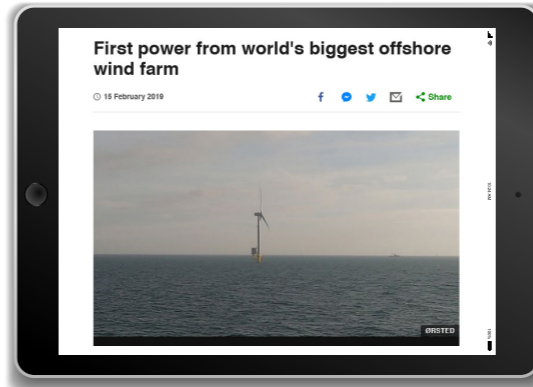 First power from world's biggest offshore
wind farm
15 February 2019
Share
ØRSTED